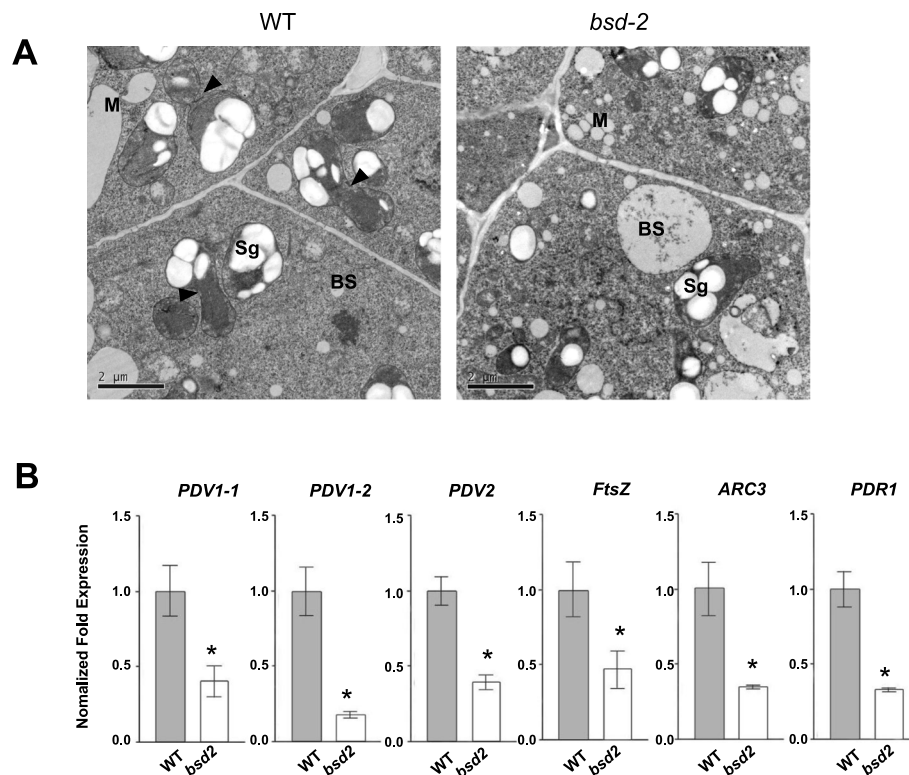 WT
bsd-2
A
M
Sg
BS
2 µm
M
BS
Sg
2 µm
B
PDV1-1
PDV1-2
PDV2
FtsZ
ARC3
PDR1
Nomalized Fold Expression
1.5
1.0
0.5
0.0
*
WT
bsd2
1.5
1.0
0.5
0.0
*
WT
bsd2
1.5
1.0
0.5
0.0
*
WT
bsd2
1.5
1.0
0.5
0.0
*
WT
bsd2
1.5
1.0
0.5
0.0
*
WT
bsd2
1.5
1.0
0.5
0.0
*
WT
bsd2